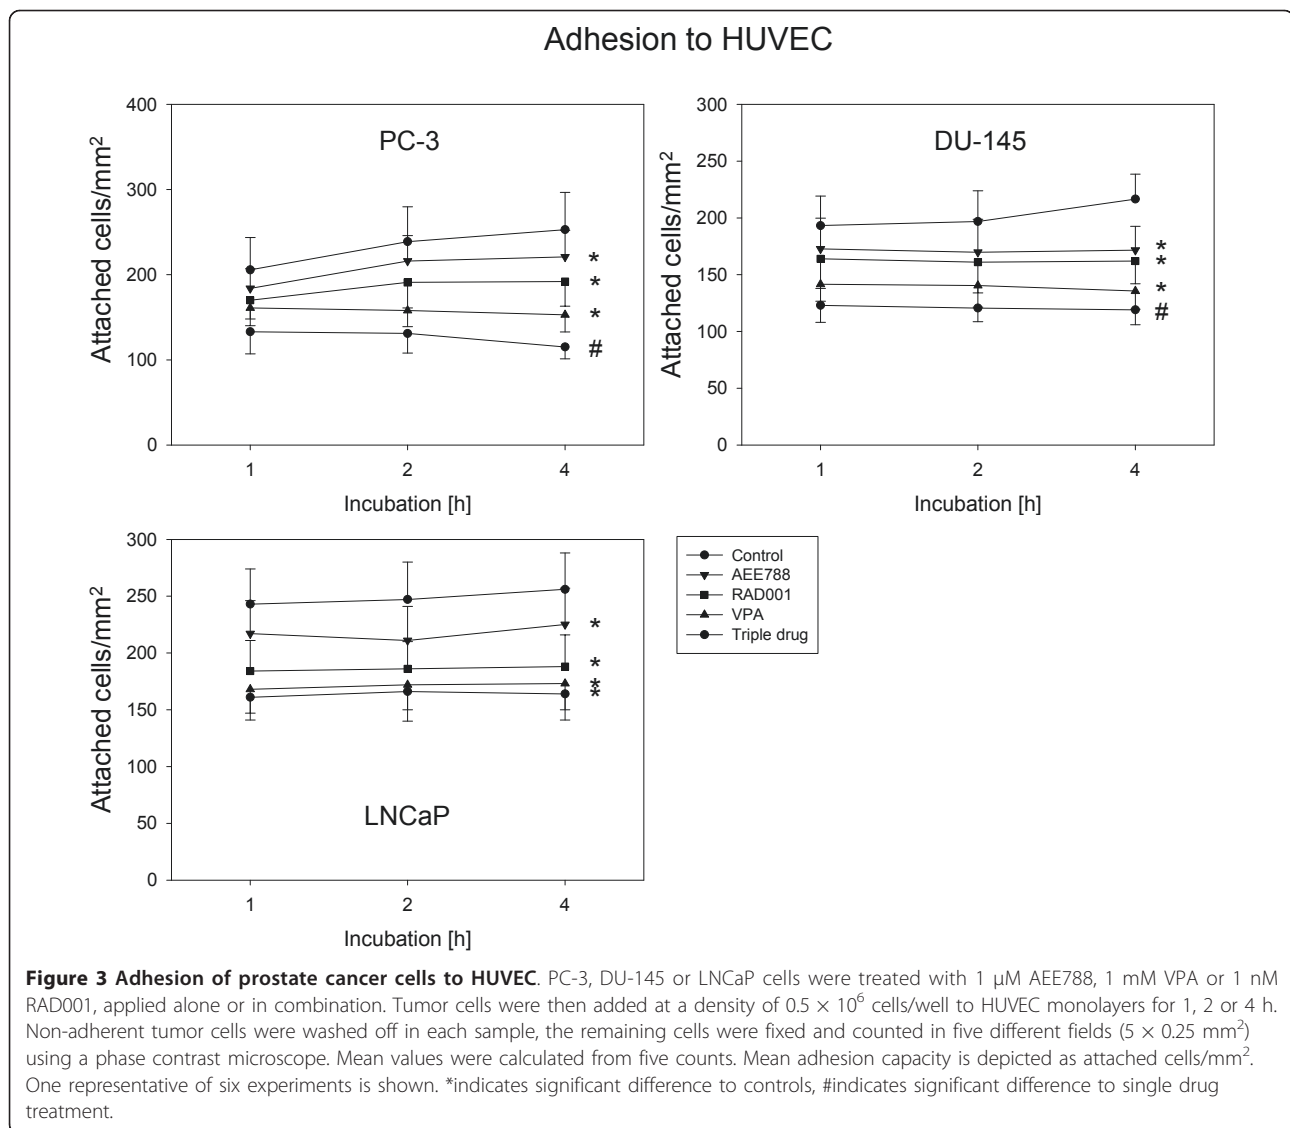 Adhesion to HUVEC
PC-3
Attached cells/mm²
400
300
200
100
0
*
*
*
#
1 2 4
Incubation [h]
DU-145
Attached cells/mm²
300
250
200
150
100
50
0
*
*
*
#
1 2 4
Incubation [h]
LNCaP
Attached cells/mm²
300
250
200
150
100
50
0
*
*
*
*
1 2 4
Incubation [h]
Control
AEE788
RAD001
VPA
Triple drug
Figure 3 Adhesion of prostate cancer cells to HUVEC. PC-3, DU-145 or LNCaP cells were treated with 1 μM AEE788, 1 mM VPA or 1 nM
RAD001, applied alone or in combination. Tumor cells were then added at a density of 0.5 × 10⁶ cells/well to HUVEC monolayers for 1, 2 or 4 h.
Non-adherent tumor cells were washed off in each sample, the remaining cells were fixed and counted in five different fields (5 × 0.25 mm²)
using a phase contrast microscope. Mean values were calculated from five counts. Mean adhesion capacity is depicted as attached cells/mm².
One representative of six experiments is shown. *indicates significant difference to controls, #indicates significant difference to single drug
treatment.